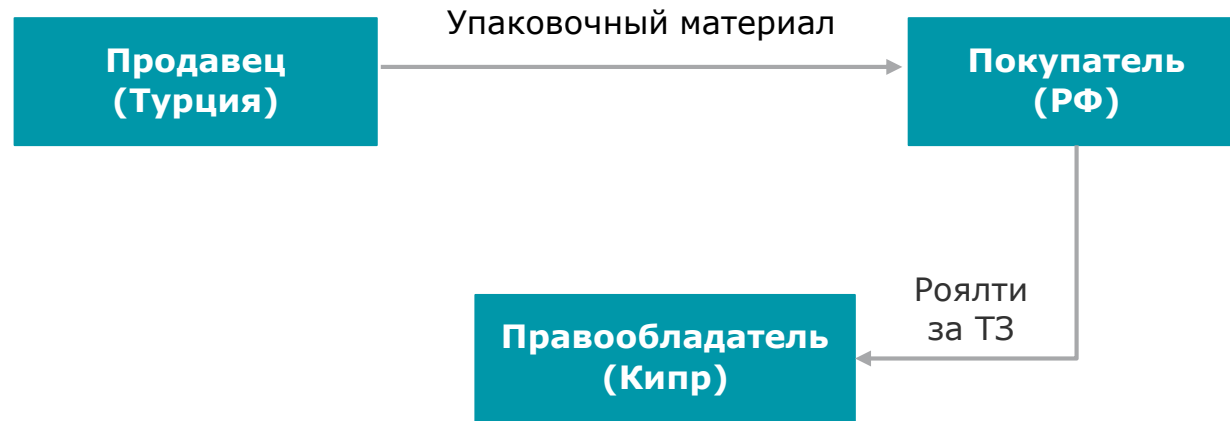 Упаковочный материал
Продавец
(Турция)
Покупатель
(РФ)
Роялти
за ТЗ
Правообладатель
(Кипр)